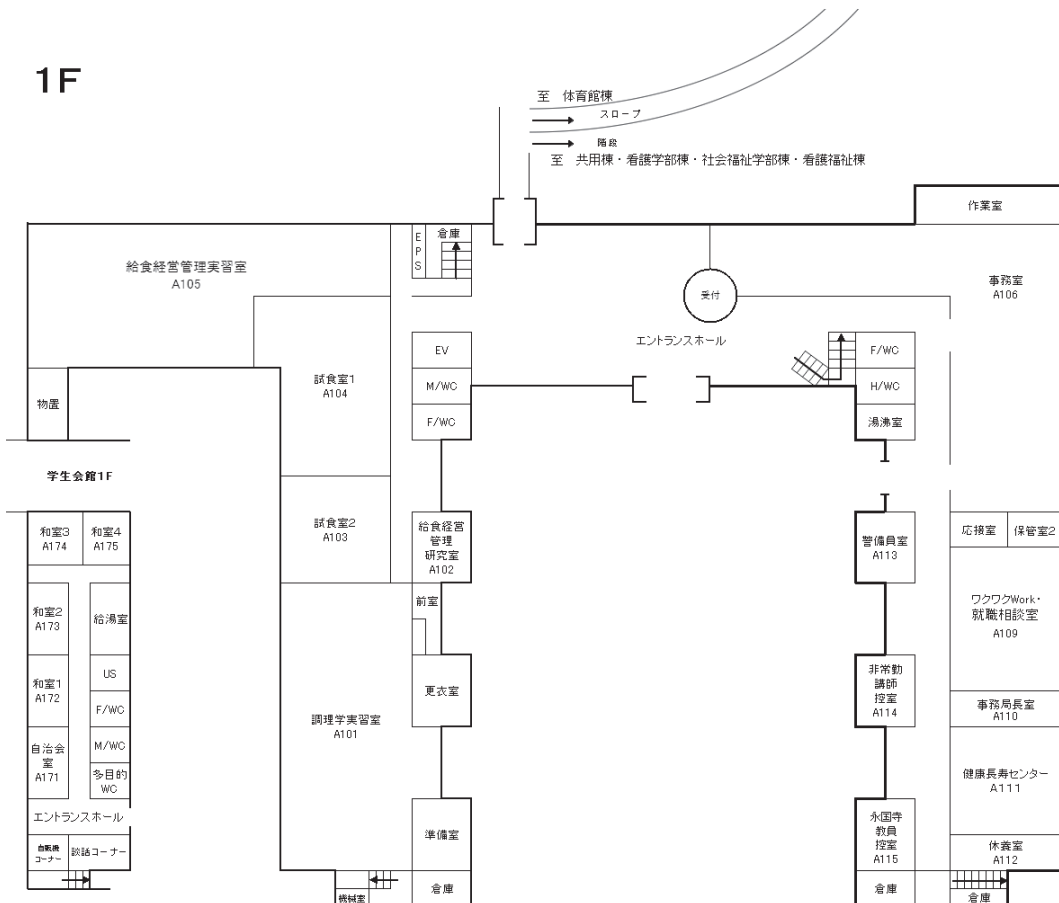 1F
至 体育館棟
スロープ
階段
至 共用棟・看護学部棟・社会福祉学部棟・看護福祉棟
作業室
給食経営管理実習室
A105
E
P
S
倉庫
受付
事務室
A106
エントランスホール
EV
M/WC
F/WC
試食室1
A104
F/WC
H/WC
湯沸室
物置
学生会館1F
和室3
A174
和室4
A175
試食室2
A103
給食経営
管理
研究室
A102
警備員室
A113
応接室
保管室2
和室2
A173
給湯室
前室
ワクワクWork・
就職相談室
A109
和室1
A172
US
F/WC
更衣室
調理学実習室
A101
非常勤
講師
控室
A114
事務局長室
A110
自治会
室
A171
M/WC
多目的
WC
健康長寿センター
A111
エントランスホール
自販機
コーナー
談話コーナー
準備室
永国寺
教員
控室
A115
休養室
A112
機械室
倉庫
倉庫
倉庫